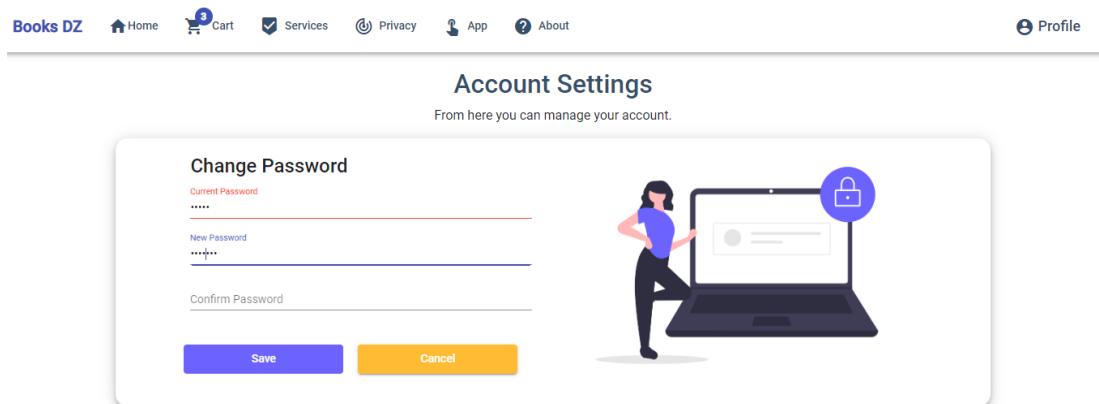 Books DZ Home 3 Cart Services Privacy App About Profile
Account Settings
From here you can manage your account.
Change Password
Current Password
•••••
New Password
•••••••
Confirm Password
Save Cancel